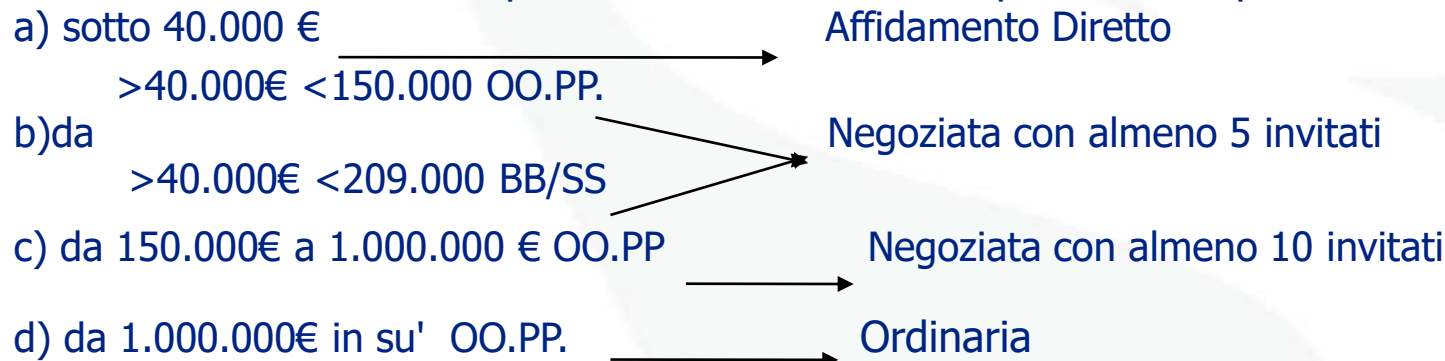 a) sotto 40.000 € Affidamento Diretto
>40.000€ <150.000 OO.PP.
b)da Negoziata con almeno 5 invitati
>40.000€ <209.000 BB/SS
c) da 150.000€ a 1.000.000 € OO.PP Negoziata con almeno 10 invitati
d) da 1.000.000€ in su' OO.PP. Ordinaria